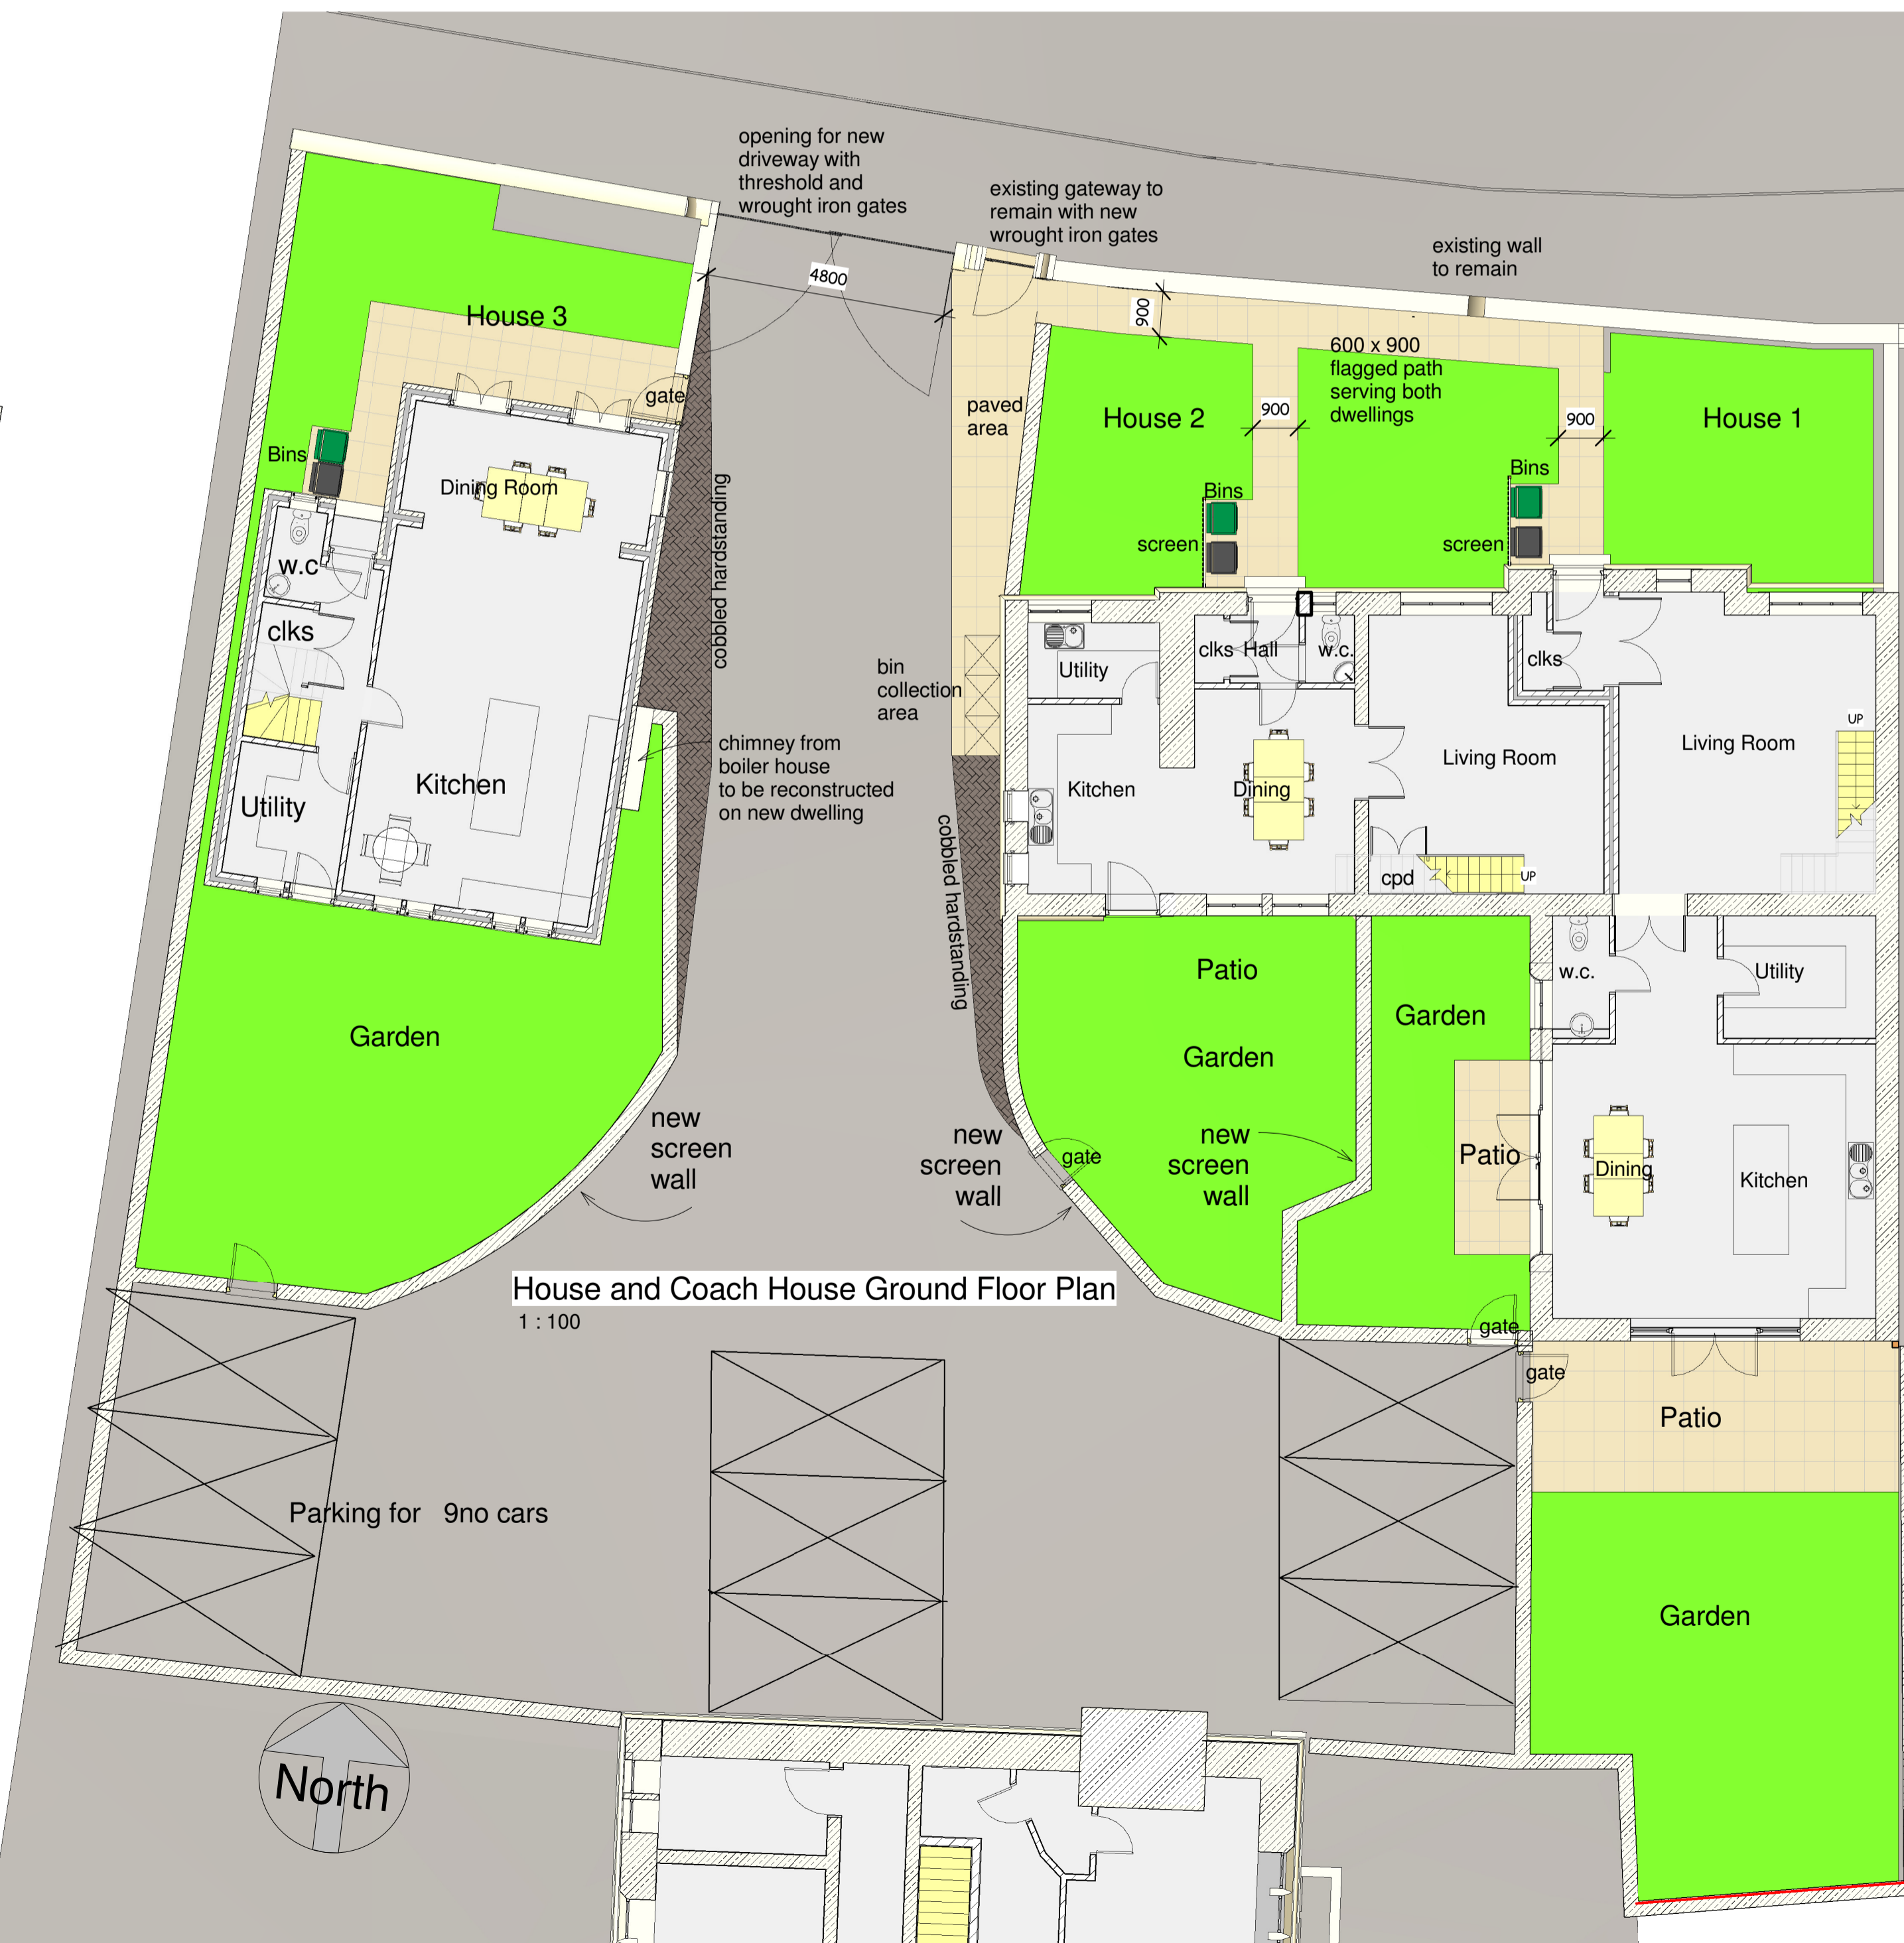 opening for new
driveway with
threshold and
wrought iron gates
existing gateway to
remain with new
wrought iron gates
existing wall
to remain
4800
900
House 3
gate
Bins
Dining Room
w.c
clks
Kitchen
Utility
cobbled hardstanding
chimney from
boiler house
to be reconstructed
on new dwelling
paved
area
bin
collection
area
cobbled hardstanding
House 2
900
600 x 900
flagged path
serving both
dwellings
900
House 1
Bins
screen
Bins
screen
Utility
clks Hall
w.c.
clks
Kitchen
Dining
Living Room
cpd
UP
Living Room
UP
Garden
new
screen
wall
Patio
Garden
Garden
new
screen
wall
gate
new
screen
wall
Patio
w.c.
Utility
Dining
Kitchen
gate
gate
Patio
Garden
House and Coach House Ground Floor Plan
1 : 100
Parking for 9no cars
North